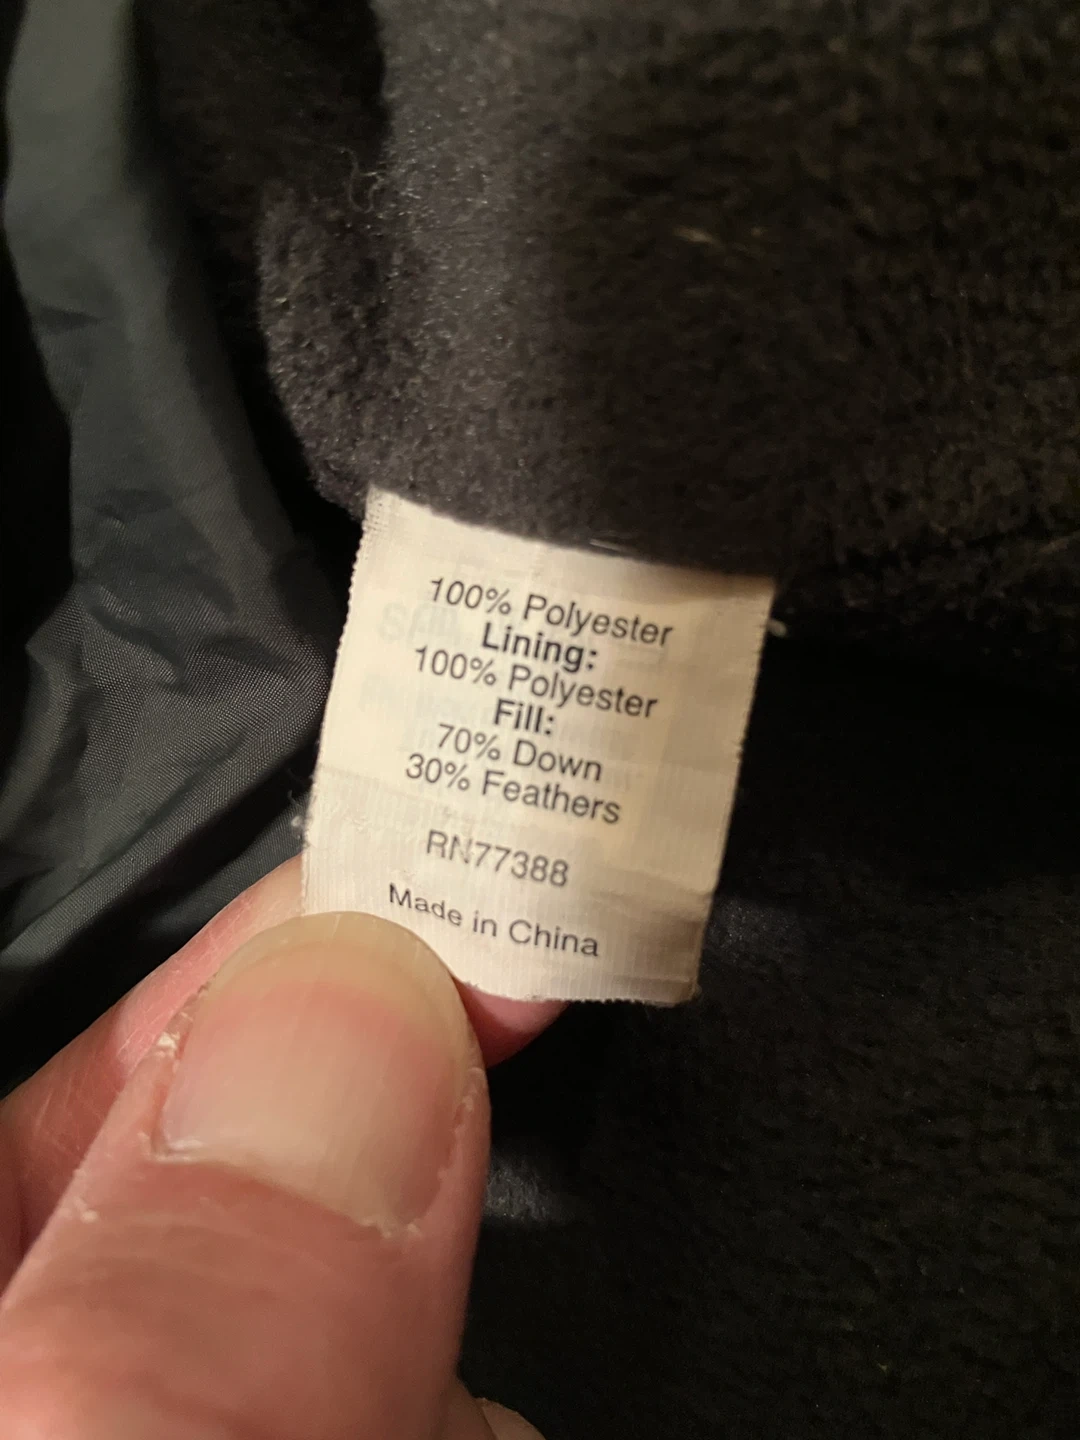 100% Polyester
Lining:
100% Polyester
Fill:
70% Down
30% Feathers
RN77388
Made in China